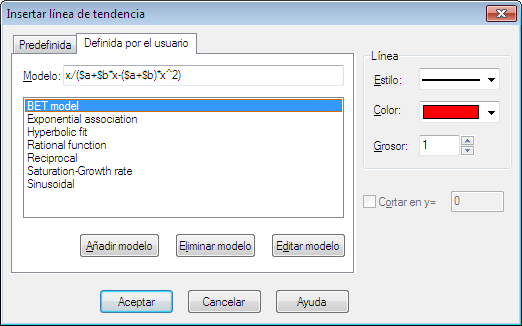 Insertar línea de tendencia
Predefinida
Definida por el usuario
Modelo: x/($a+$b*x-($a+$b)*x^2)
BET model
Exponential association
Hyperbolic fit
Rational function
Reciprocal
Saturation-Growth rate
Sinusoidal
Añadir modelo
Eliminar modelo
Editar modelo
Línea
Estilo:
Color:
Grosor: 1
Cortar en y= 0
Aceptar
Cancelar
Ayuda